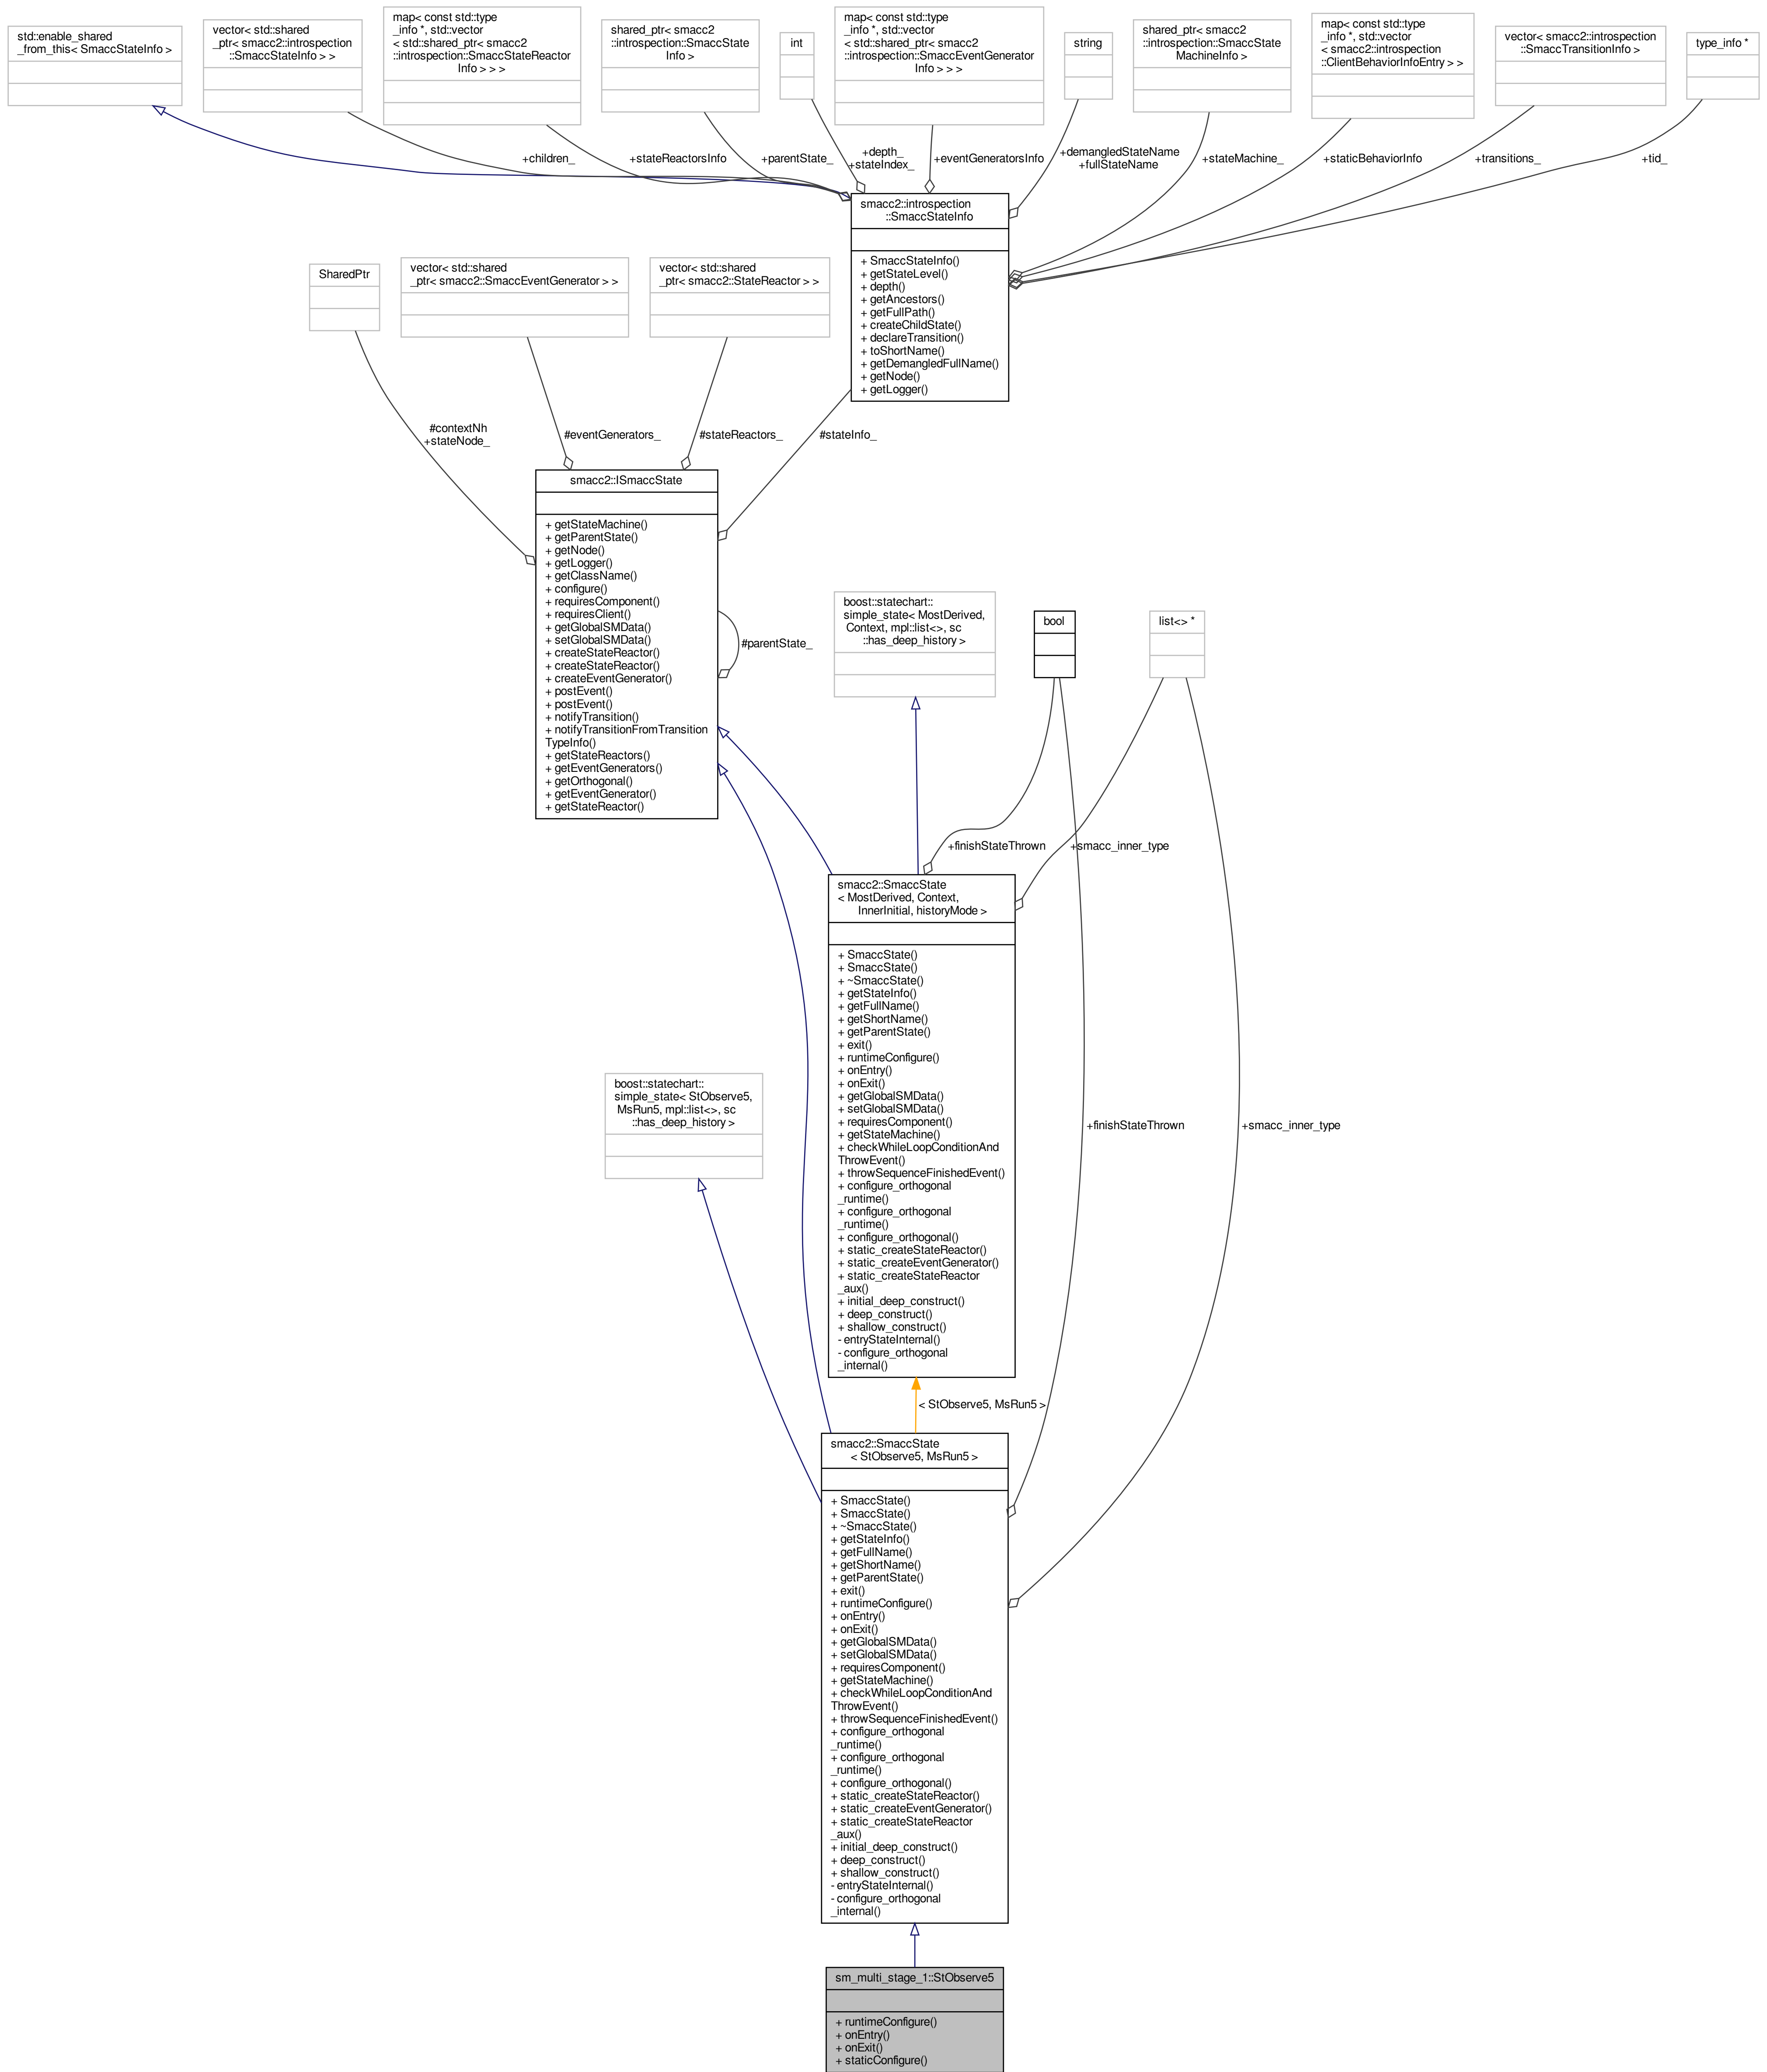 std::enable_shared
_from_this< SmaccStateInfo >
vector< std::shared
_ptr< smacc2::introspection
::SmaccStateInfo > >
map< const std::type
_info *, std::vector
< std::shared_ptr< smacc2
::introspection::SmaccStateReactor
Info > > >
shared_ptr< smacc2
::introspection::SmaccState
Info >
int
map< const std::type
_info *, std::vector
< std::shared_ptr< smacc2
::introspection::SmaccEventGenerator
Info > > >
string
shared_ptr< smacc2
::introspection::SmaccState
MachineInfo >
map< const std::type
_info *, std::vector
< smacc2::introspection
::ClientBehaviorInfoEntry > >
vector< smacc2::introspection
::SmaccTransitionInfo >
type_info *
+children_
+stateReactorsInfo
+parentState_
+depth_
+stateIndex_
+eventGeneratorsInfo
+demangledStateName
+fullStateName
+stateMachine_
+staticBehaviorInfo
+transitions_
+tid_
smacc2::introspection
::SmaccStateInfo
+ SmaccStateInfo()
+ getStateLevel()
+ depth()
+ getAncestors()
+ getFullPath()
+ createChildState()
+ declareTransition()
+ toShortName()
+ getDemangledFullName()
+ getNode()
+ getLogger()
SharedPtr
vector< std::shared
_ptr< smacc2::SmaccEventGenerator > >
vector< std::shared
_ptr< smacc2::StateReactor > >
#contextNh
+stateNode_
#eventGenerators_
#stateReactors_
#stateInfo_
smacc2::ISmaccState
+ getStateMachine()
+ getParentState()
+ getNode()
+ getLogger()
+ getClassName()
+ configure()
+ requiresComponent()
+ requiresClient()
+ getGlobalSMData()
+ setGlobalSMData()
+ createStateReactor()
+ createStateReactor()
+ createEventGenerator()
+ postEvent()
+ postEvent()
+ notifyTransition()
+ notifyTransitionFromTransition
TypeInfo()
+ getStateReactors()
+ getEventGenerators()
+ getOrthogonal()
+ getEventGenerator()
+ getStateReactor()
#parentState_
boost::statechart::
simple_state< MostDerived,
Context, mpl::list<>, sc
::has_deep_history >
bool
list<> *
+finishStateThrown
+smacc_inner_type
smacc2::SmaccState
< MostDerived, Context,
InnerInitial, historyMode >
+ SmaccState()
+ SmaccState()
+ ~SmaccState()
+ getStateInfo()
+ getFullName()
+ getShortName()
+ getParentState()
+ exit()
+ runtimeConfigure()
+ onEntry()
+ onExit()
+ getGlobalSMData()
+ setGlobalSMData()
+ requiresComponent()
+ getStateMachine()
+ checkWhileLoopConditionAnd
ThrowEvent()
+ throwSequenceFinishedEvent()
+ configure_orthogonal
_runtime()
+ configure_orthogonal
_runtime()
+ configure_orthogonal()
+ static_createStateReactor()
+ static_createEventGenerator()
+ static_createStateReactor
_aux()
+ initial_deep_construct()
+ deep_construct()
+ shallow_construct()
- entryStateInternal()
- configure_orthogonal
_internal()
boost::statechart::
simple_state< StObserve5,
MsRun5, mpl::list<>, sc
::has_deep_history >
+finishStateThrown
+smacc_inner_type
< StObserve5, MsRun5 >
smacc2::SmaccState
< StObserve5, MsRun5 >
+ SmaccState()
+ SmaccState()
+ ~SmaccState()
+ getStateInfo()
+ getFullName()
+ getShortName()
+ getParentState()
+ exit()
+ runtimeConfigure()
+ onEntry()
+ onExit()
+ getGlobalSMData()
+ setGlobalSMData()
+ requiresComponent()
+ getStateMachine()
+ checkWhileLoopConditionAnd
ThrowEvent()
+ throwSequenceFinishedEvent()
+ configure_orthogonal
_runtime()
+ configure_orthogonal
_runtime()
+ configure_orthogonal()
+ static_createStateReactor()
+ static_createEventGenerator()
+ static_createStateReactor
_aux()
+ initial_deep_construct()
+ deep_construct()
+ shallow_construct()
- entryStateInternal()
- configure_orthogonal
_internal()
sm_multi_stage_1::StObserve5
+ runtimeConfigure()
+ onEntry()
+ onExit()
+ staticConfigure()